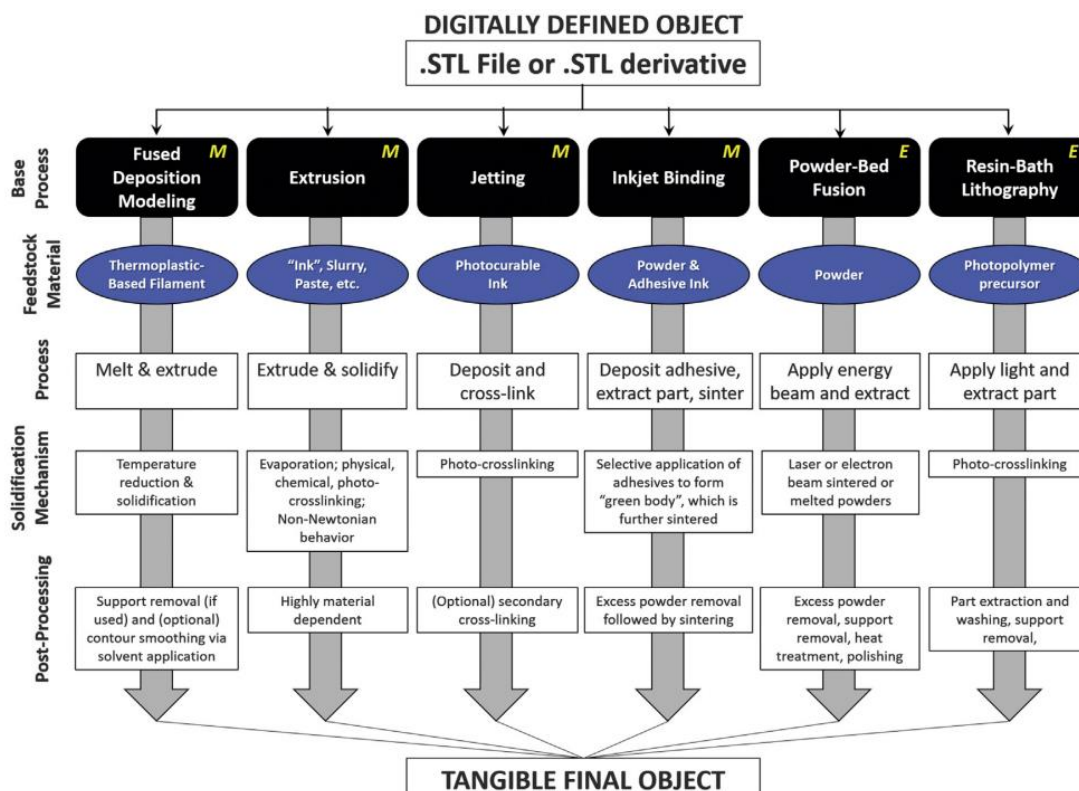 DIGITALLY DEFINED OBJECT
.STL File or .STL derivative
Base
Process
Fused
Deposition
Modeling
M
Extrusion
M
Jetting
M
Inkjet Binding
M
Powder-Bed
Fusion
E
Resin-Bath
Lithography
E
Feedstock
Material
Thermoplastic-
Based Filament
“Ink”, Slurry,
Paste, etc.
Photocurable
Ink
Powder &
Adhesive Ink
Powder
Photopolymer
precursor
Process
Melt & extrude
Extrude & solidify
Deposit and
cross-link
Deposit adhesive,
extract part, sinter
Apply energy
beam and extract
Apply light and
extract part
Solidification
Mechanism
Temperature
reduction &
solidification
Evaporation; physical,
chemical, photo-
crosslinking;
Non-Newtonian
behavior
Photo-crosslinking
Selective application of
adhesives to form
“green body”, which is
further sintered
Laser or electron
beam sintered or
melted powders
Photo-crosslinking
Post-Processing
Support removal (if
used) and (optional)
contour smoothing via
solvent application
Highly material
dependent
(Optional) secondary
cross-linking
Excess powder removal
followed by sintering
Excess powder
removal, support
removal, heat
treatment, polishing
Part extraction and
washing, support
removal,
TANGIBLE FINAL OBJECT